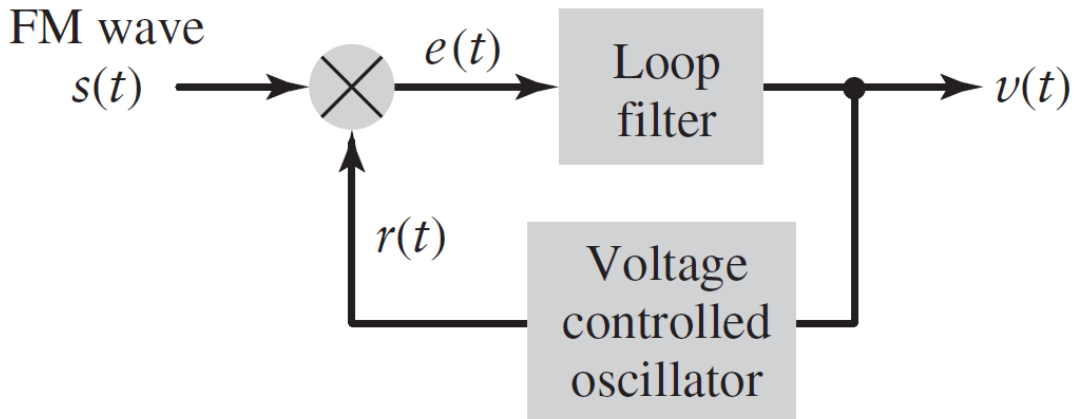 FM wave
s(t)
e(t)
Loop
filter
v(t)
r(t)
Voltage
controlled
oscillator